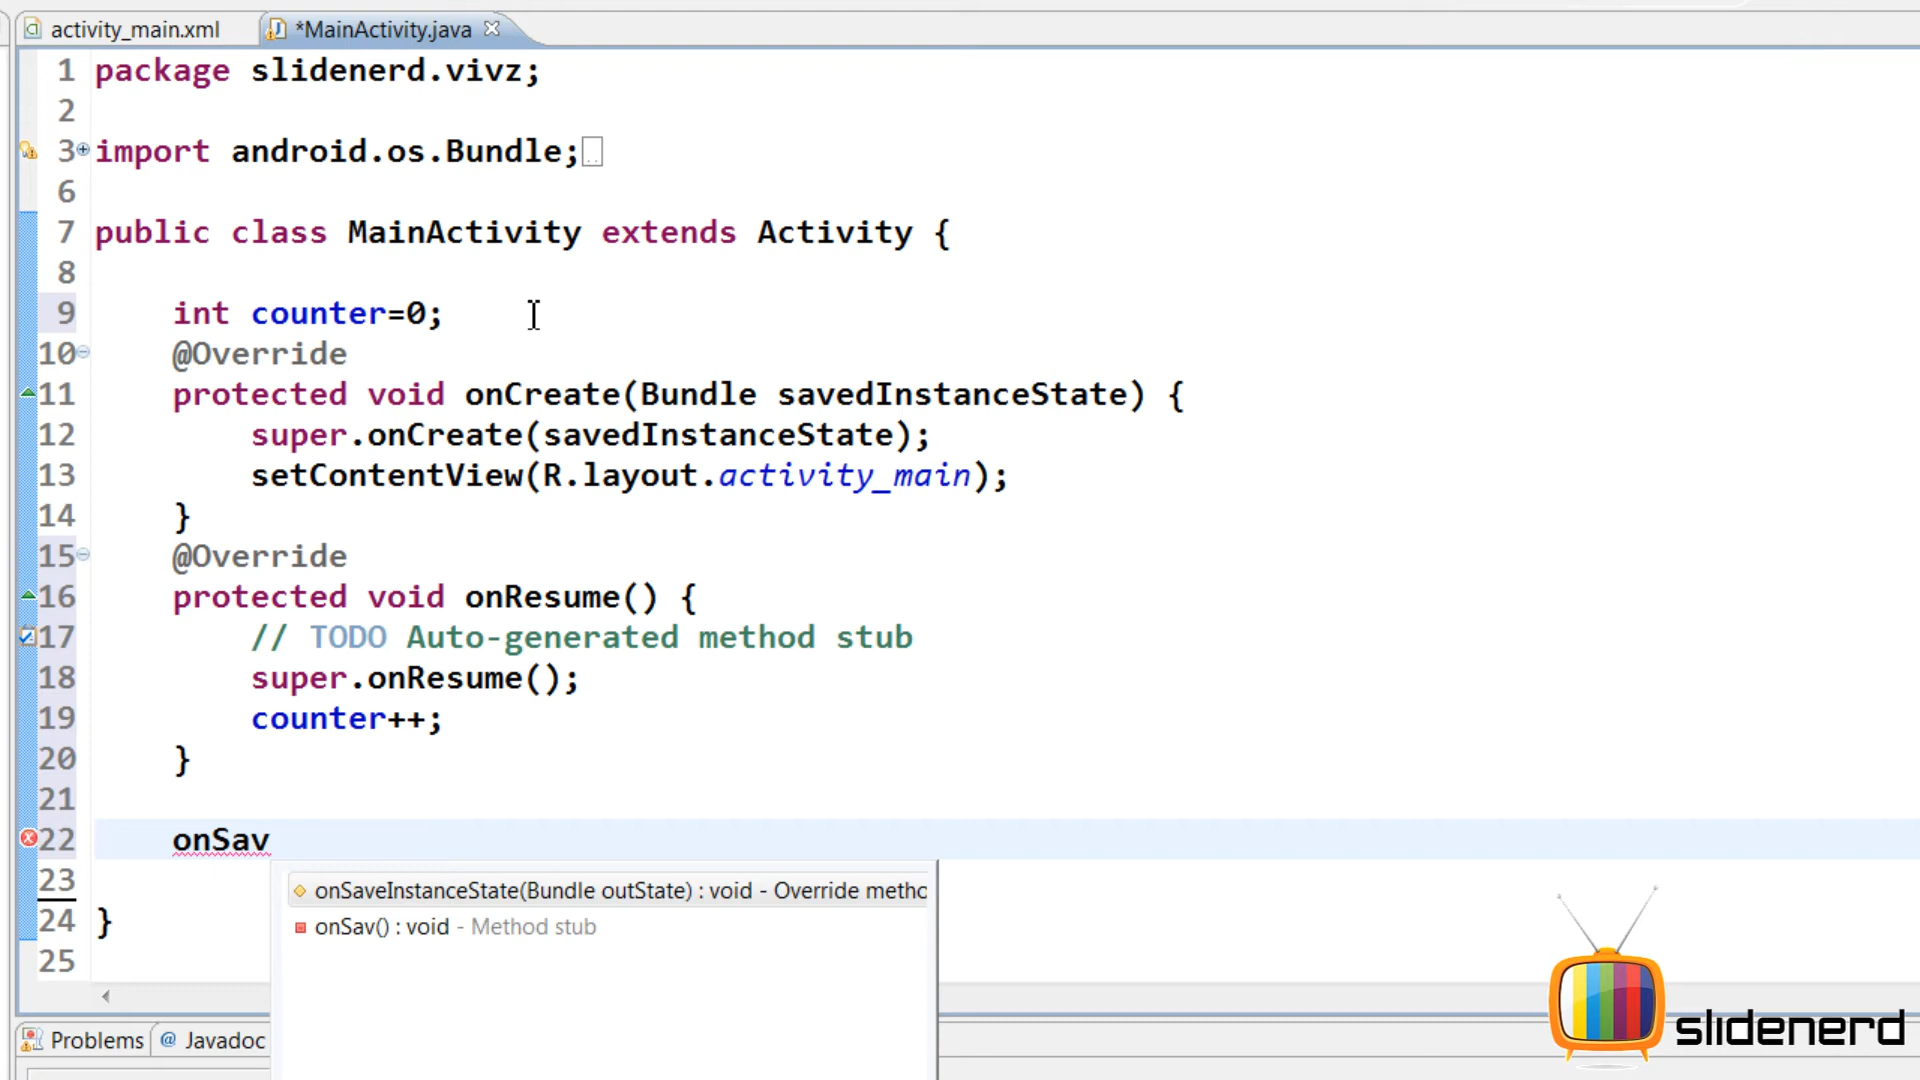 activity_main.xml
*MainActivity.java
1 package slidenerd.vivz;
2
3 import android.os.Bundle;
6
7 public class MainActivity extends Activity {
8
9 int counter=0;
10 @Override
11 protected void onCreate(Bundle savedInstanceState) {
12 super.onCreate(savedInstanceState);
13 setContentView(R.layout.activity_main);
14 }
15 @Override
16 protected void onResume() {
17 // TODO Auto-generated method stub
18 super.onResume();
19 counter++;
20 }
21
22 onSav
onSaveInstanceState(Bundle outState) : void - Override metho
23
onSav() : void - Method stub
24 }
25
Problems @ Javadoc
slidenerd